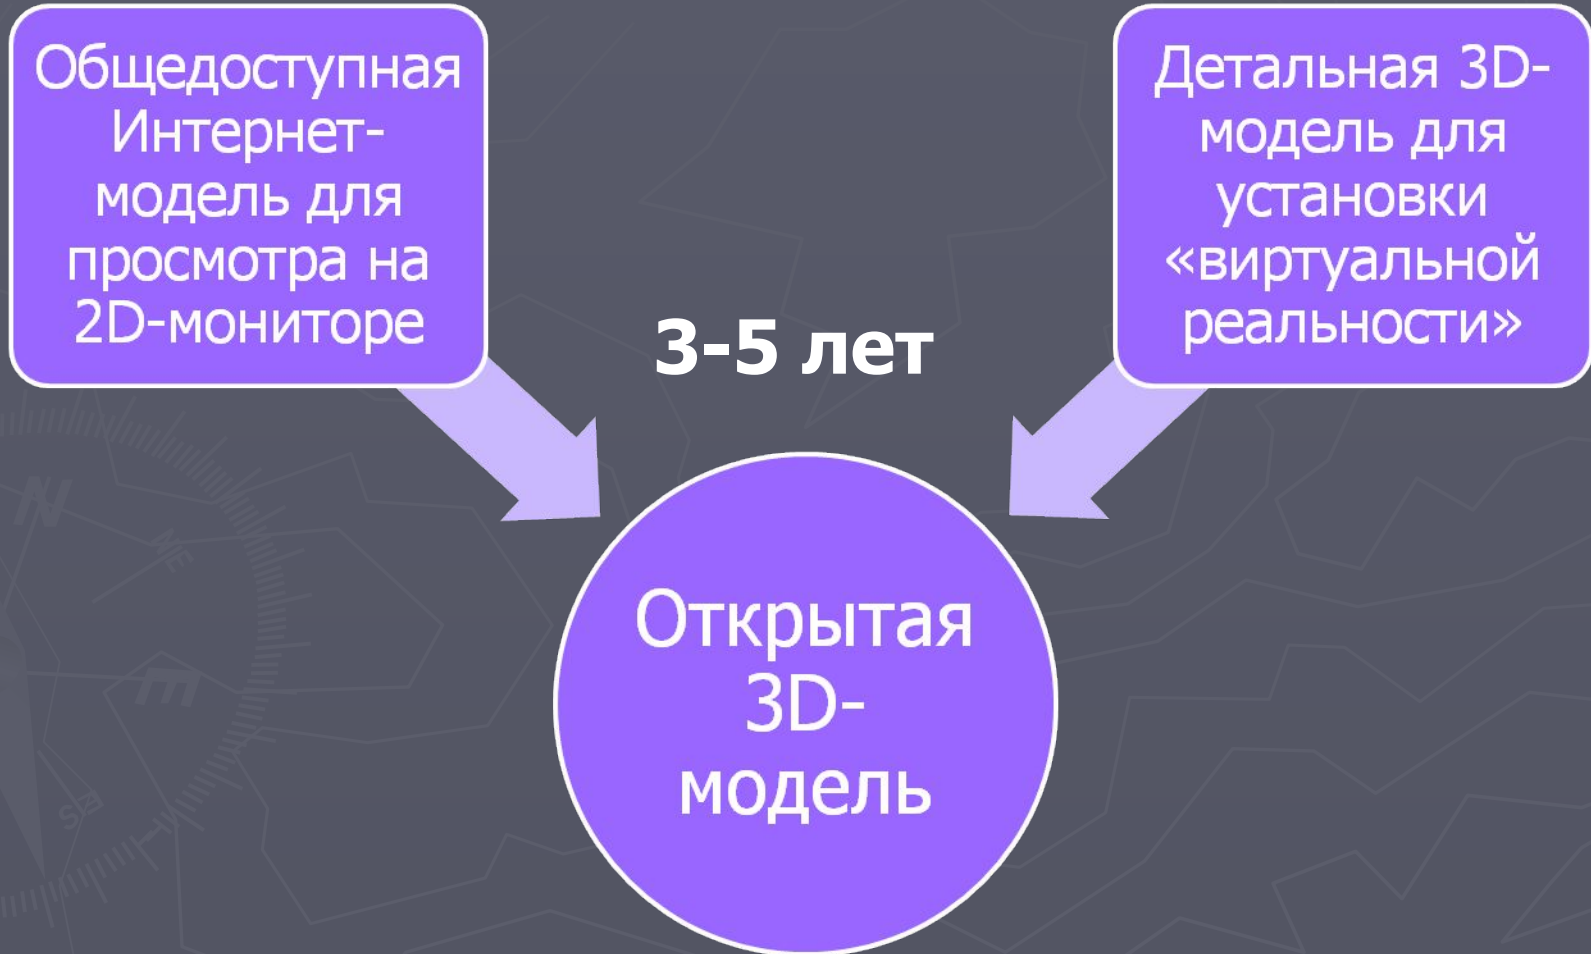 Общедоступная
Интернет-
модель для
просмотра на
2D-мониторе
Детальная 3D-
модель для
установки
«виртуальной
реальности»
3-5 лет
Открытая
3D-
модель
N
NE
E